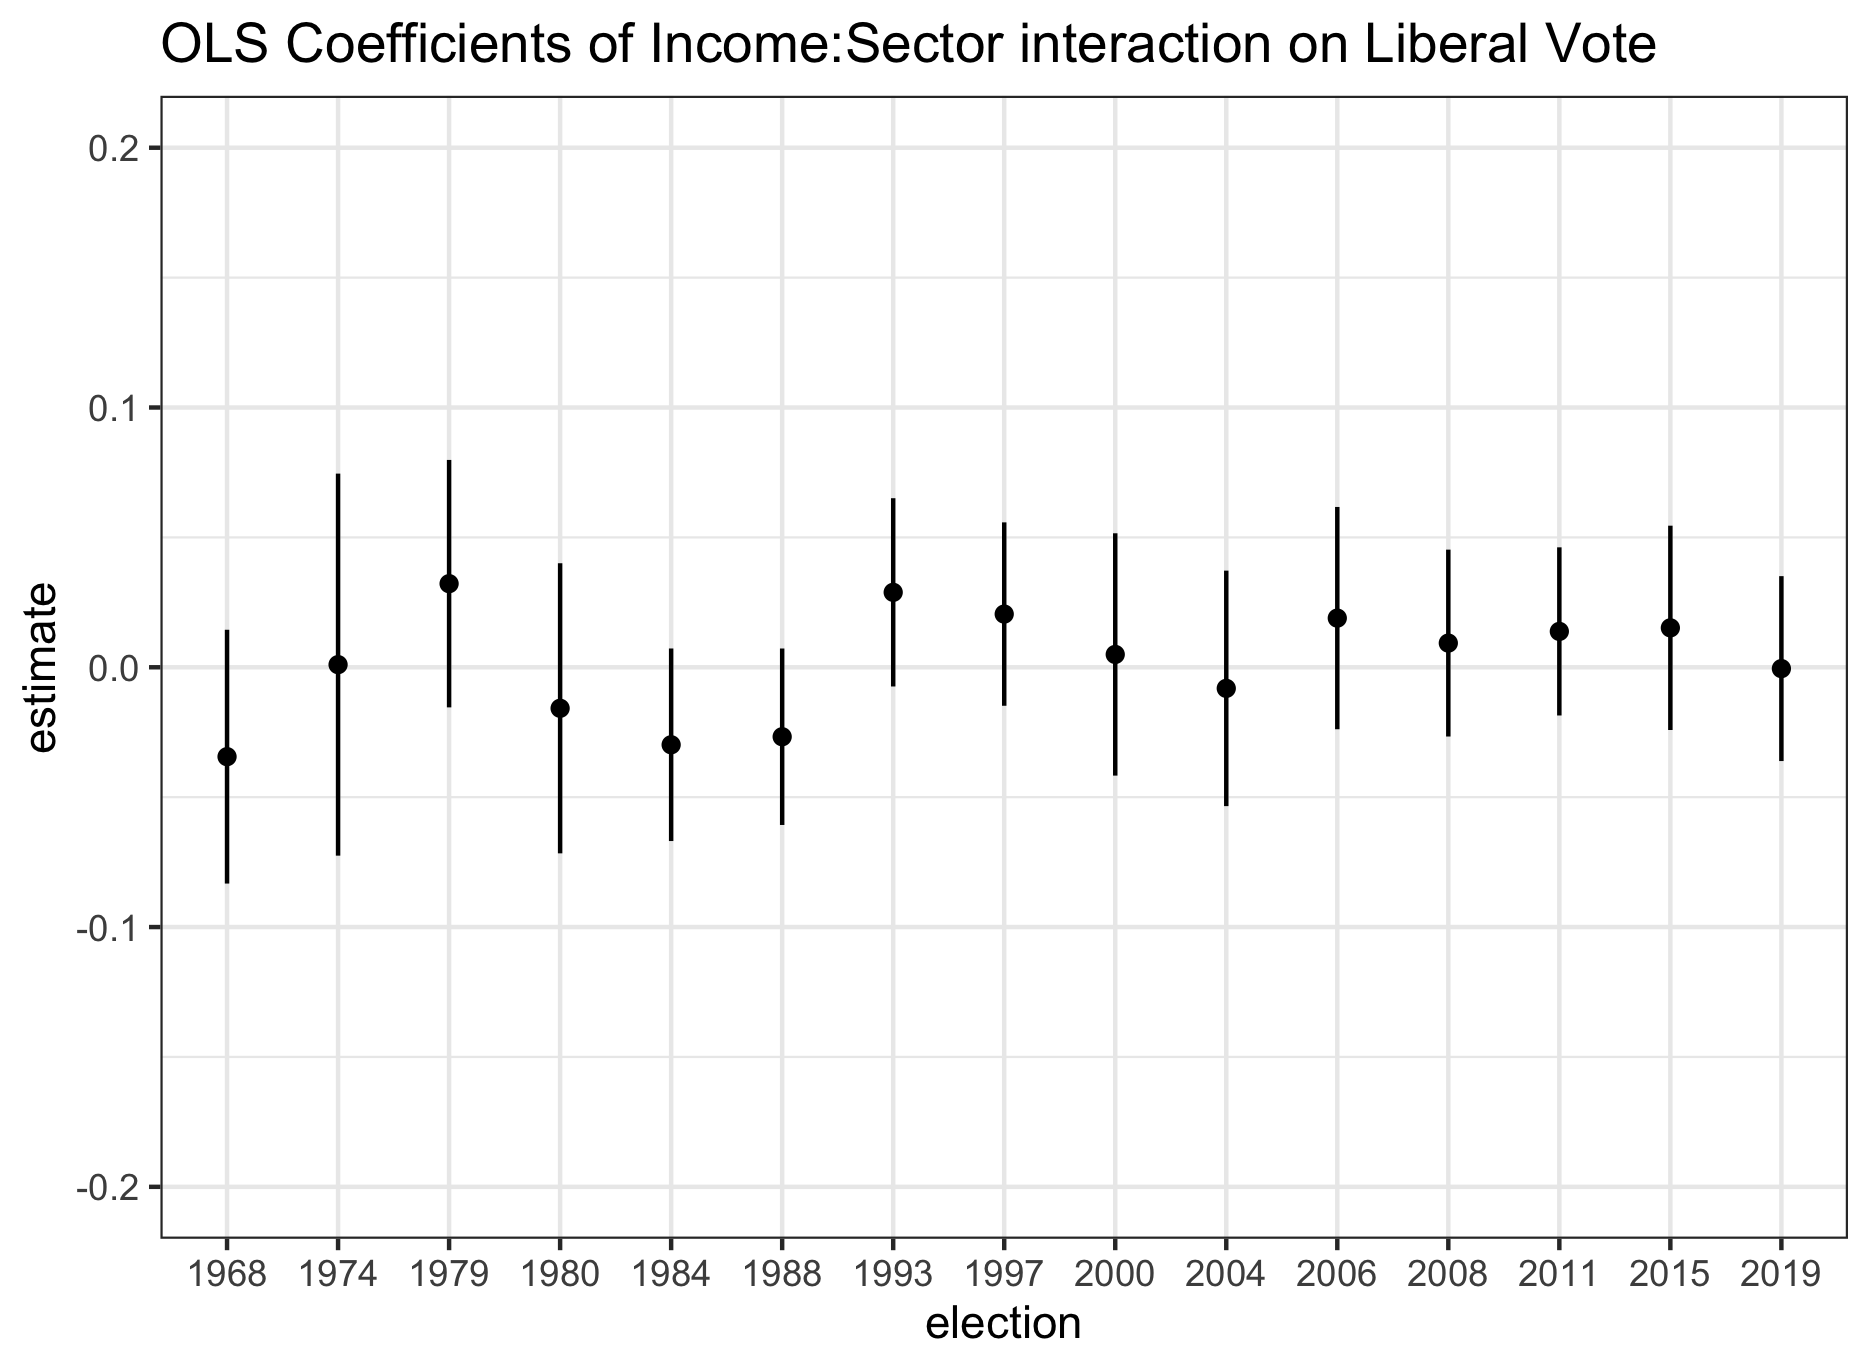 OLS Coefficients of Income:Sector interaction on Liberal Vote
0.2
0.1
0.0
-0.1
-0.2
estimate
1968 1974 1979 1980 1984 1988 1993 1997 2000 2004 2006 2008 2011 2015 2019
election